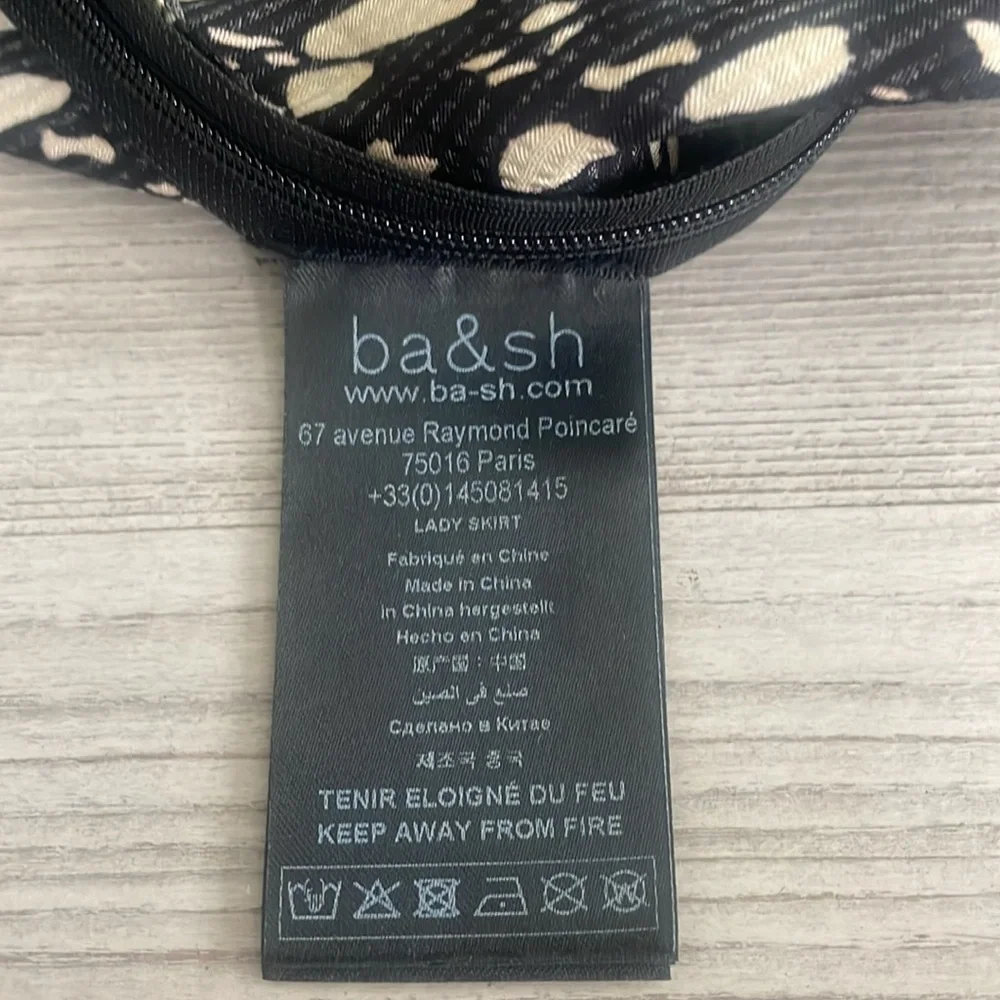 ba&sh
www.ba-sh.com
67 avenue Raymond Poincaré
75016 Paris
+33(0)145081415
LADY SKIRT
Fabriqué en Chine
Made in China
in China hergestellt
Hecho en China
原产国：中国
صنع في الصين
Сделано в Китае
제조국 중국
TENIR ELOIGNÉ DU FEU
KEEP AWAY FROM FIRE